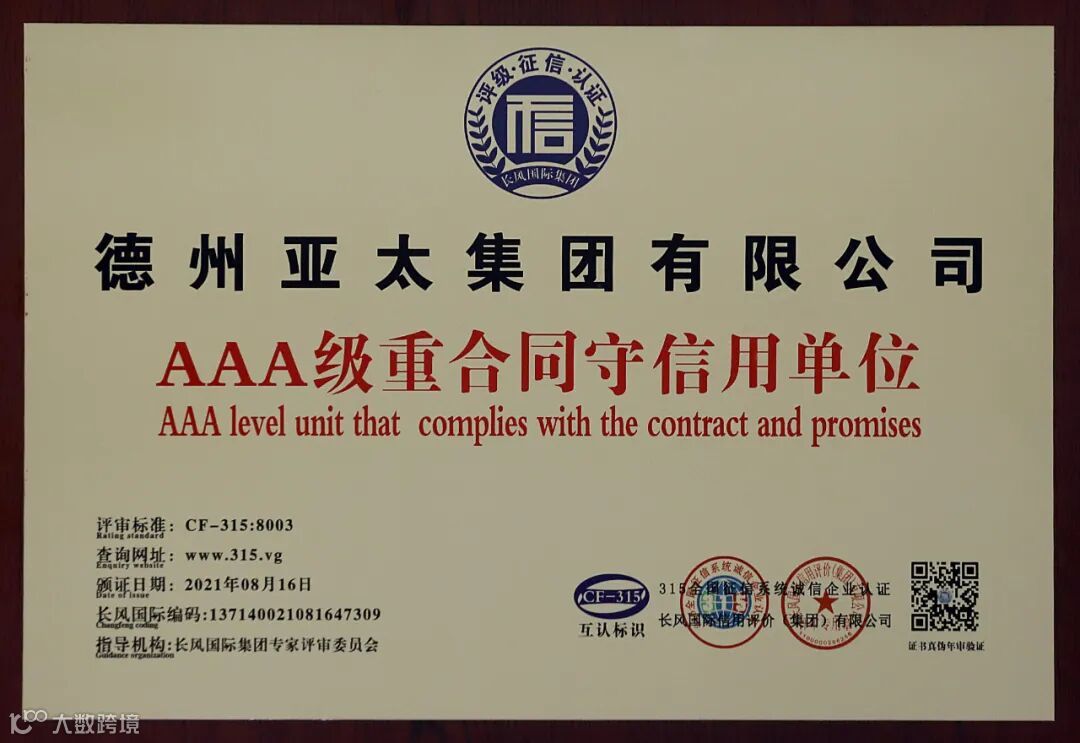 评级·征信·认证
信
长风国际集团
德州亚太集团有限公司
AAA级重合同守信用单位
AAA level unit that complies with the contract and promises
评审标准：CF-315:8003
Rating standard
查询网址：www.315.vg
Enquiry website
颁证日期：2021年08月16日
Date of issue
长风国际编码:137140021081647309
Changfeng coding
指导机构:长风国际集团专家评审委员会
Guidance organization
CF-315
互认标识
315全国征信系统诚信企业认证
长风国际信用评价（集团）有限公司
315
证书真伪年审验证
大数跨境